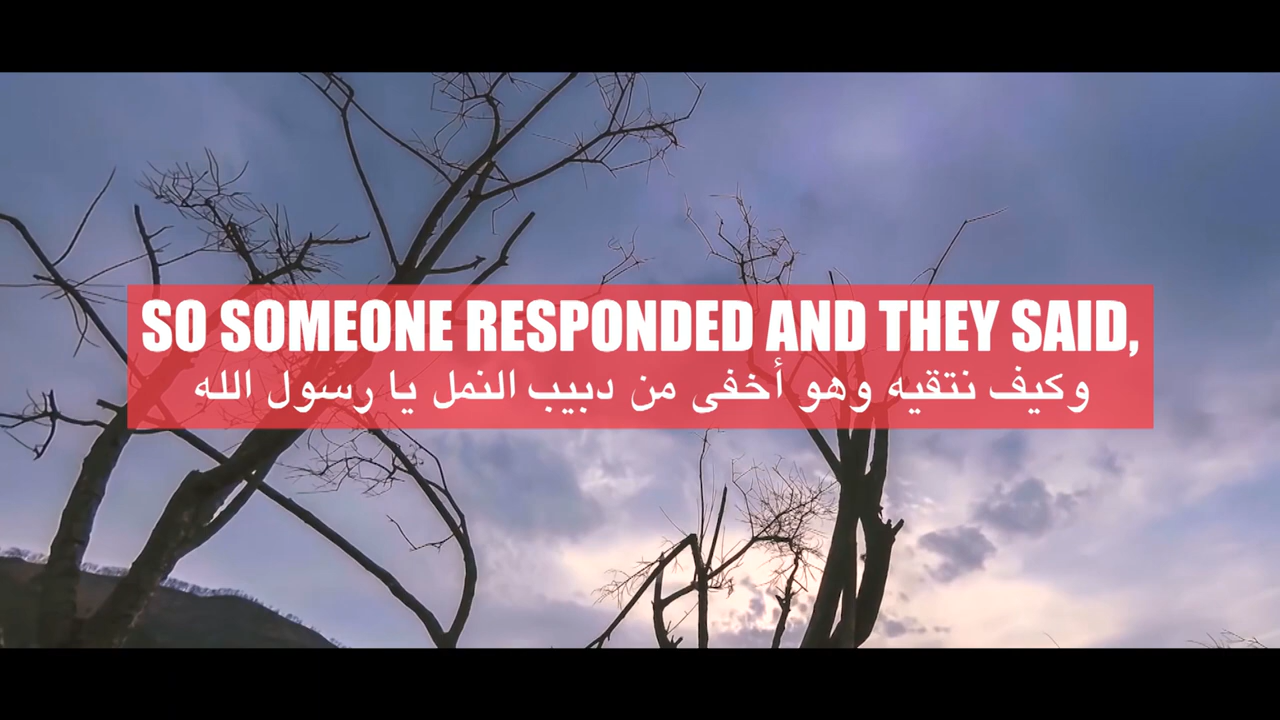 SO SOMEONE RESPONDED AND THEY SAID,
وكيف نتقيه وهو أخفى من دبيب النمل يا رسول الله